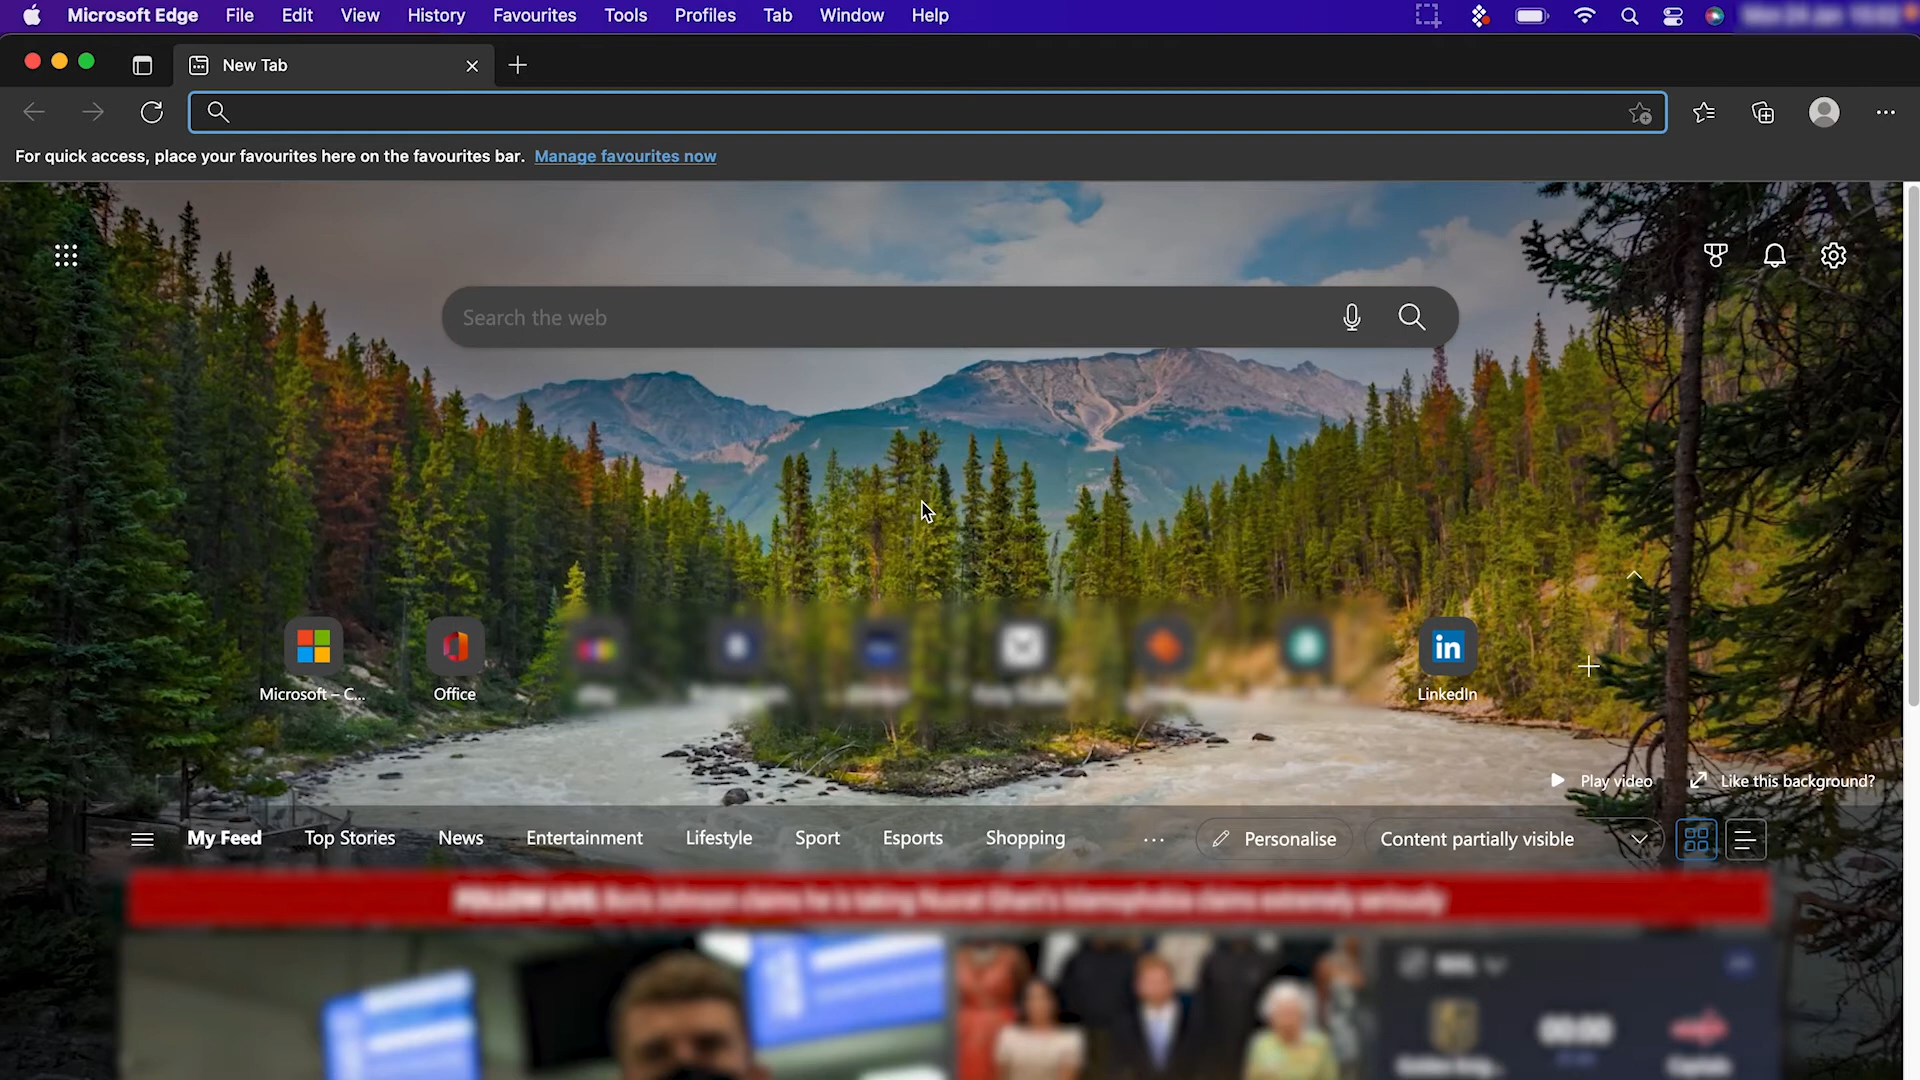 Microsoft Edge File Edit View History Favourites Tools Profiles Tab Window Help
New Tab
For quick access, place your favourites here on the favourites bar. Manage favourites now
Search the web
Microsoft – C... Office LinkedIn
in
Play video Like this background?
My Feed Top Stories News Entertainment Lifestyle Sport Esports Shopping ... Personalise Content partially visible